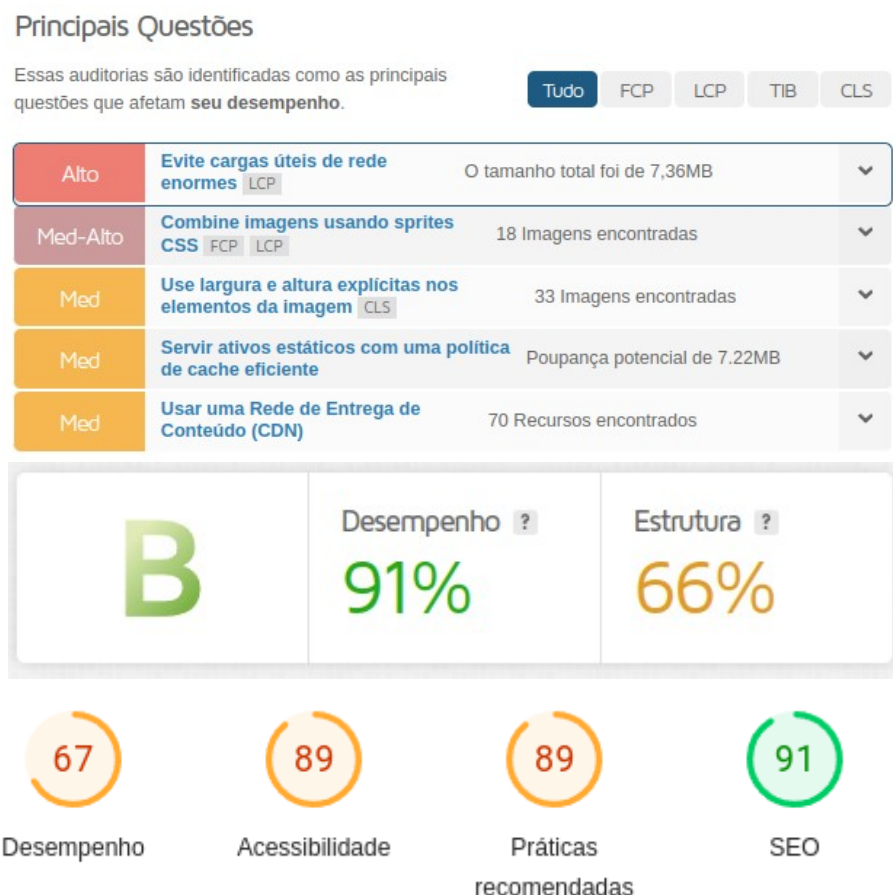 Principais Questões
Essas auditorias são identificadas como as principais
questões que afetam seu desempenho.
Tudo FCP LCP TIB CLS
Alto
Evite cargas úteis de rede
enormes LCP
O tamanho total foi de 7,36MB
Med-Alto
Combine imagens usando sprites
CSS FCP LCP
18 Imagens encontradas
Med
Use largura e altura explícitas nos
elementos da imagem CLS
33 Imagens encontradas
Med
Servir ativos estáticos com uma política
de cache eficiente
Poupança potencial de 7.22MB
Med
Usar uma Rede de Entrega de
Conteúdo (CDN)
70 Recursos encontrados
B
Desempenho ?
91%
Estrutura ?
66%
67
Desempenho
89
Acessibilidade
89
Práticas
recomendadas
91
SEO